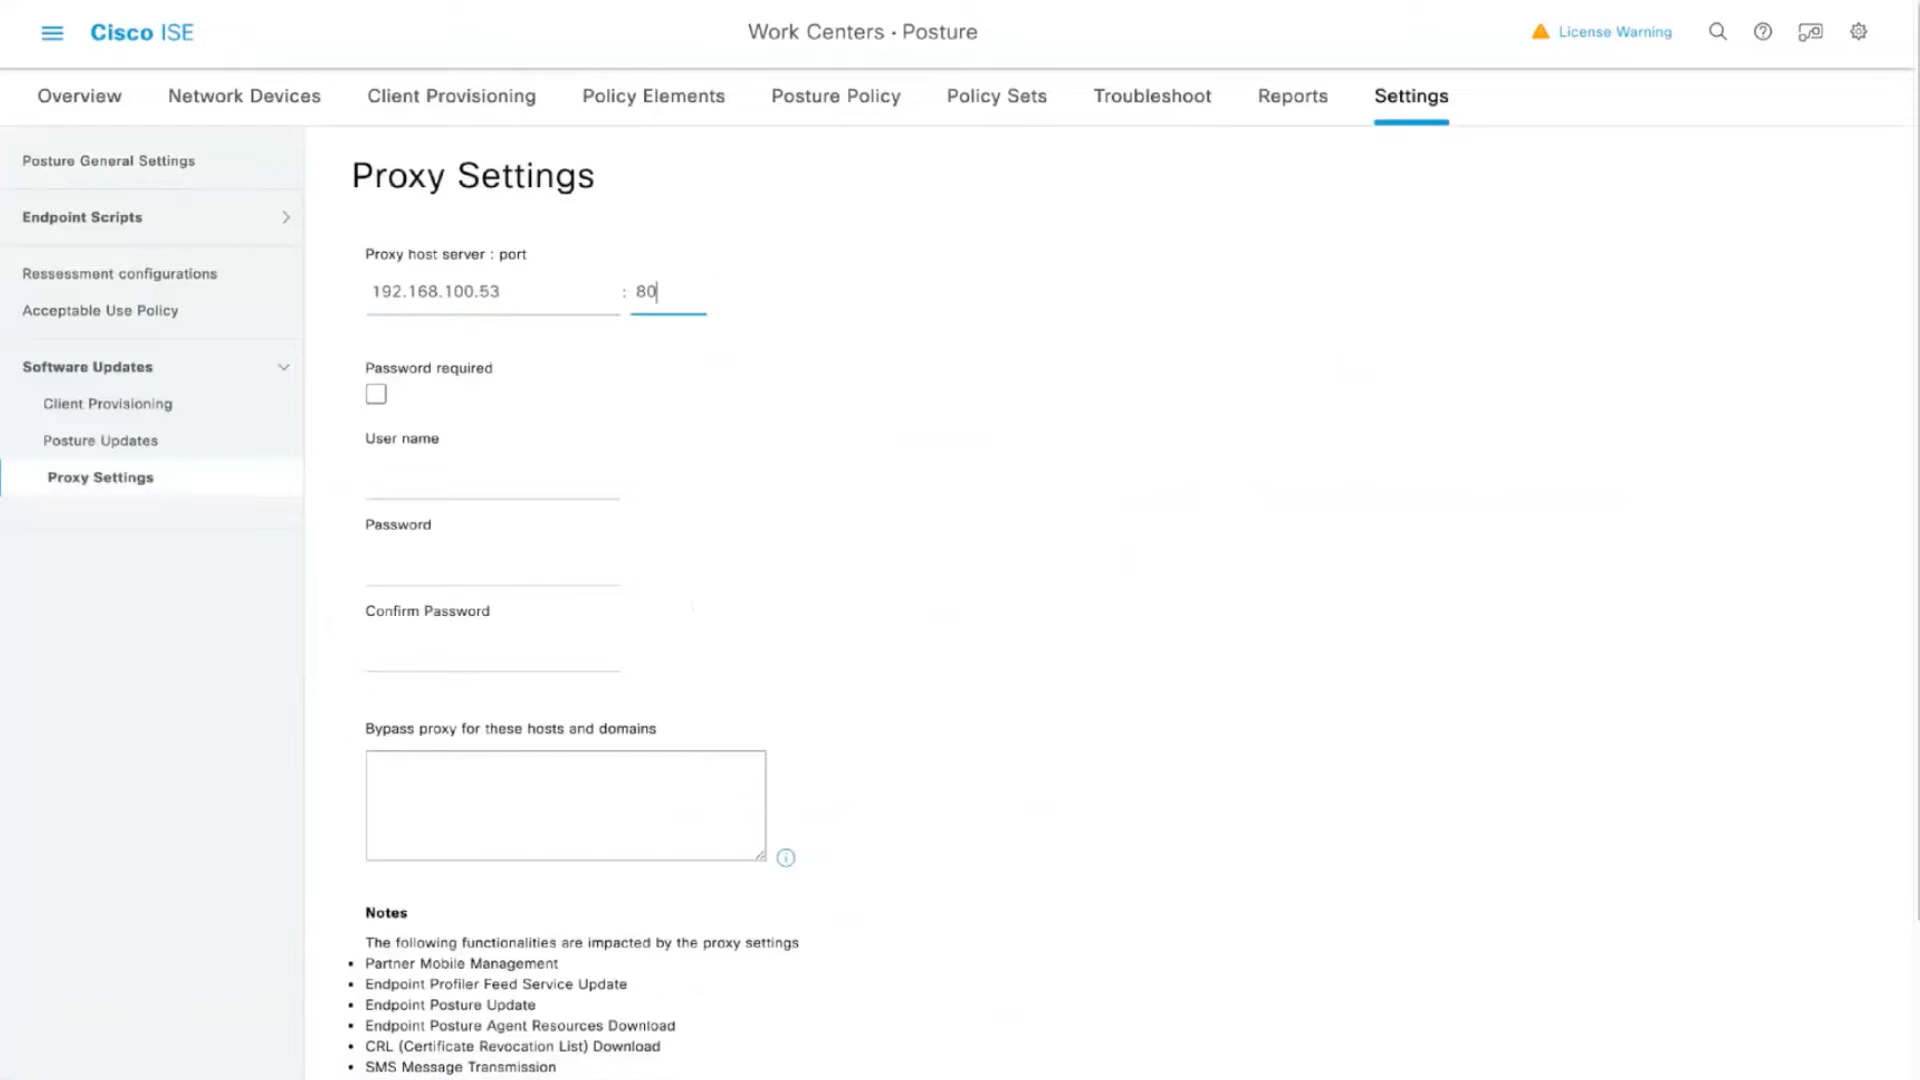 Cisco ISE
Work Centers · Posture
License Warning
Overview
Network Devices
Client Provisioning
Policy Elements
Posture Policy
Policy Sets
Troubleshoot
Reports
Settings
Posture General Settings
Endpoint Scripts
Ressessment configurations
Acceptable Use Policy
Software Updates
Client Provisioning
Posture Updates
Proxy Settings
Proxy Settings
Proxy host server : port
192.168.100.53 : 80
Password required
User name
Password
Confirm Password
Bypass proxy for these hosts and domains
Notes
The following functionalities are impacted by the proxy settings
• Partner Mobile Management
• Endpoint Profiler Feed Service Update
• Endpoint Posture Update
• Endpoint Posture Agent Resources Download
• CRL (Certificate Revocation List) Download
• SMS Message Transmission